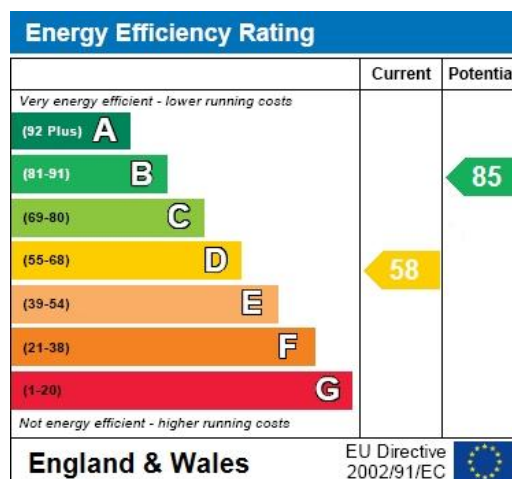 Energy Efficiency Rating
Current Potentia
Very energy efficient - lower running costs
(92 Plus) A
(81-91) B
85
(69-80) C
(55-68) D
58
(39-54) E
(21-38) F
(1-20) G
Not energy efficient - higher running costs
England & Wales
EU Directive
2002/91/EC